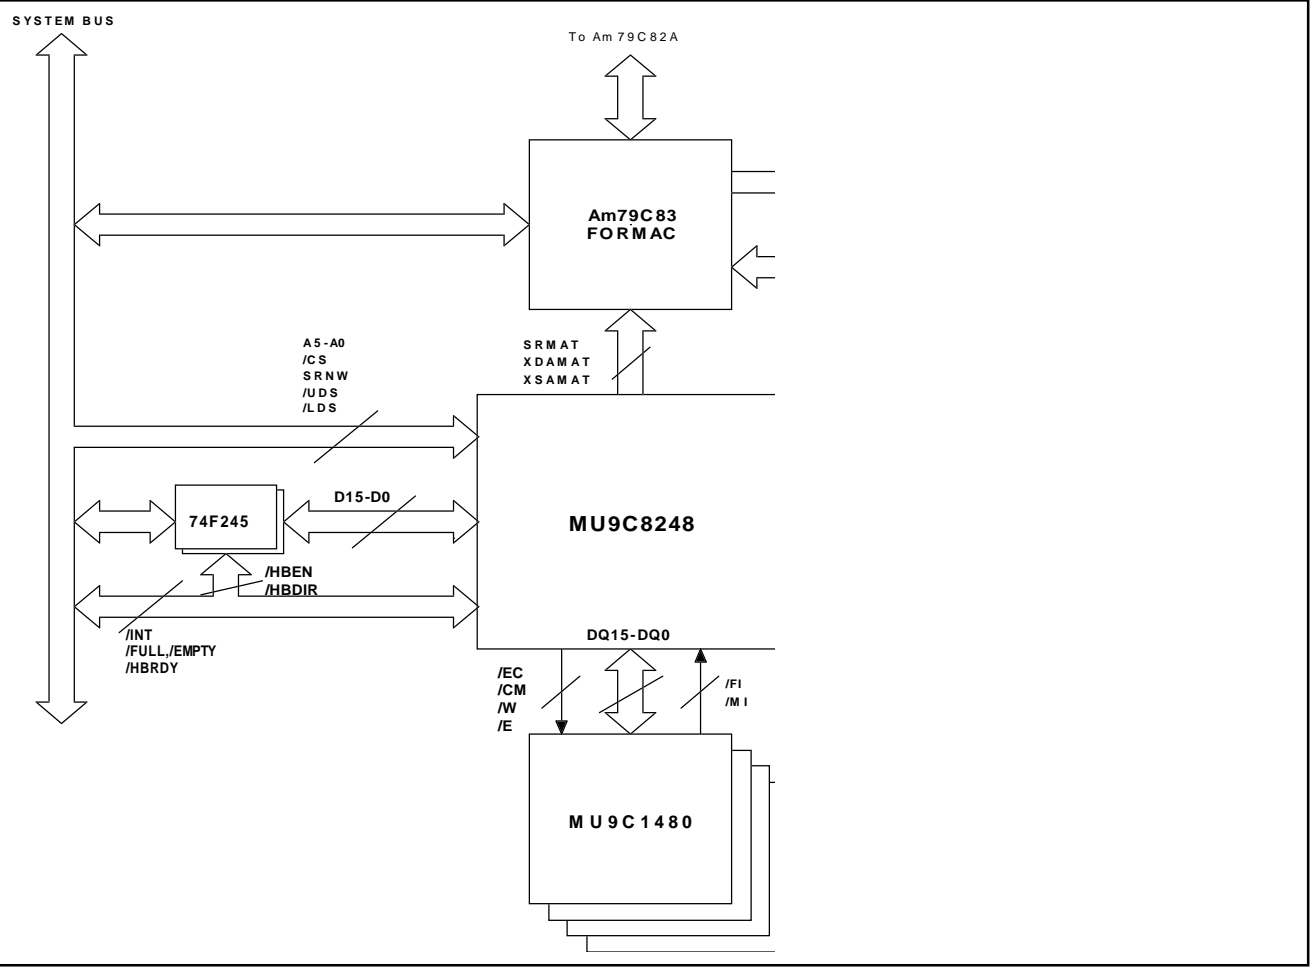 SYSTEM BUS
To Am79C82A
Am79C83
FORMAC
A5-A0
/CS
SRNW
/UDS
/LDS
SRMAT
XDAMAT
XSAMAT
D15-D0
74F245
MU9C8248
/HBEN
/HBDIR
/INT
/FULL,/EMPTY
/HBRDY
DQ15-DQ0
/EC
/CM
/W
/E
/FI
/MI
MU9C1480